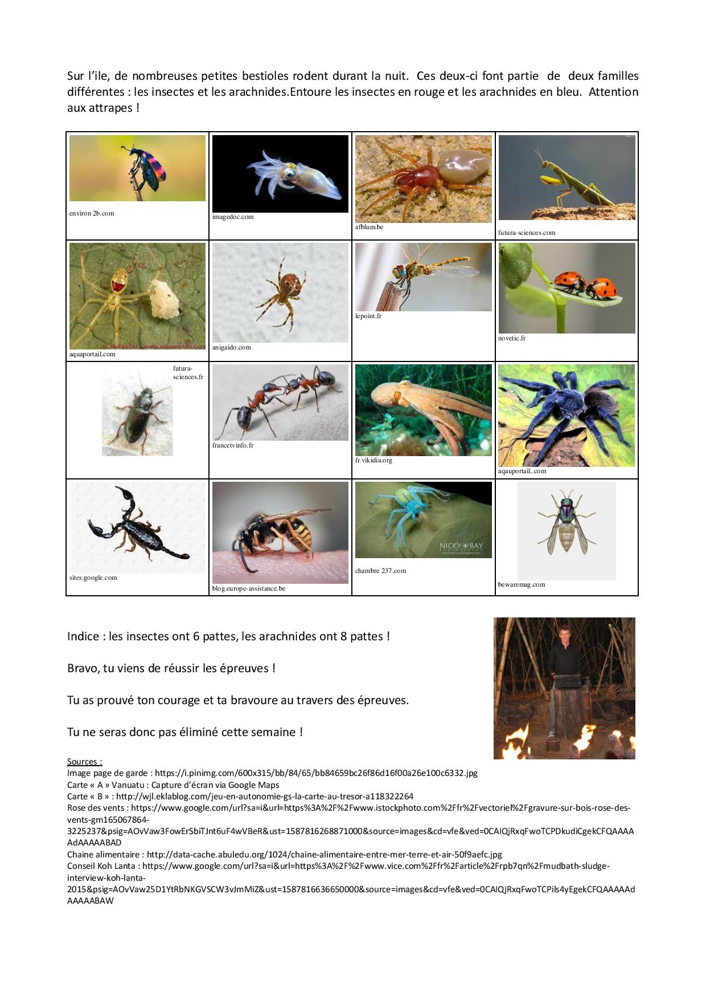 Sur l’ile, de nombreuses petites bestioles rodent durant la nuit.  Ces deux-ci font partie  de  deux familles
différentes : les insectes et les arachnides.Entoure les insectes en rouge et les arachnides en bleu.  Attention
aux attrapes !
environ 2b.com
imagedoc.com
afblum.be
futura-sciences.com
aquaportail.com
anigaido.com
lepoint.fr
novetic.fr
futura-
sciences.fr
francetvinfo.fr
fr.vikidia.org
aqauportail..com
sites.google.com
blog.europe-assistance.be
NICKY BAY
chambre 237.com
bewaremag.com
Indice : les insectes ont 6 pattes, les arachnides ont 8 pattes !
Bravo, tu viens de réussir les épreuves !
Tu as prouvé ton courage et ta bravoure au travers des épreuves.
Tu ne seras donc pas éliminé cette semaine !
Sources :
Image page de garde : https://i.pinimg.com/600x315/bb/84/65/bb84659bc26f86d16f00a26e100c6332.jpg
Carte « A » Vanuatu : Capture d’écran via Google Maps
Carte « B » : http://wjl.eklablog.com/jeu-en-autonomie-gs-la-carte-au-tresor-a118322264
Rose des vents : https://www.google.com/url?sa=i&url=https%3A%2F%2Fwww.istockphoto.com%2Ffr%2Fvectoriel%2Fgravure-sur-bois-rose-des-
vents-gm165067864-
3225237&psig=AOvVaw3FowErSbiTJnt6uF4wVBeR&ust=1587816268871000&source=images&cd=vfe&ved=0CAIQjRxqFwoTCPDkudiCgekCFQAAAA
AdAAAAABAD
Chaine alimentaire : http://data-cache.abuledu.org/1024/chaine-alimentaire-entre-mer-terre-et-air-50f9aefc.jpg
Conseil Koh Lanta : https://www.google.com/url?sa=i&url=https%3A%2F%2Fwww.vice.com%2Ffr%2Farticle%2Frpb7qn%2Fmudbath-sludge-
interview-koh-lanta-
2015&psig=AOvVaw25D1YtRbNKGVSCW3vJmMiZ&ust=1587816636650000&source=images&cd=vfe&ved=0CAIQjRxqFwoTCPils4yEgekCFQAAAAAd
AAAAABAW